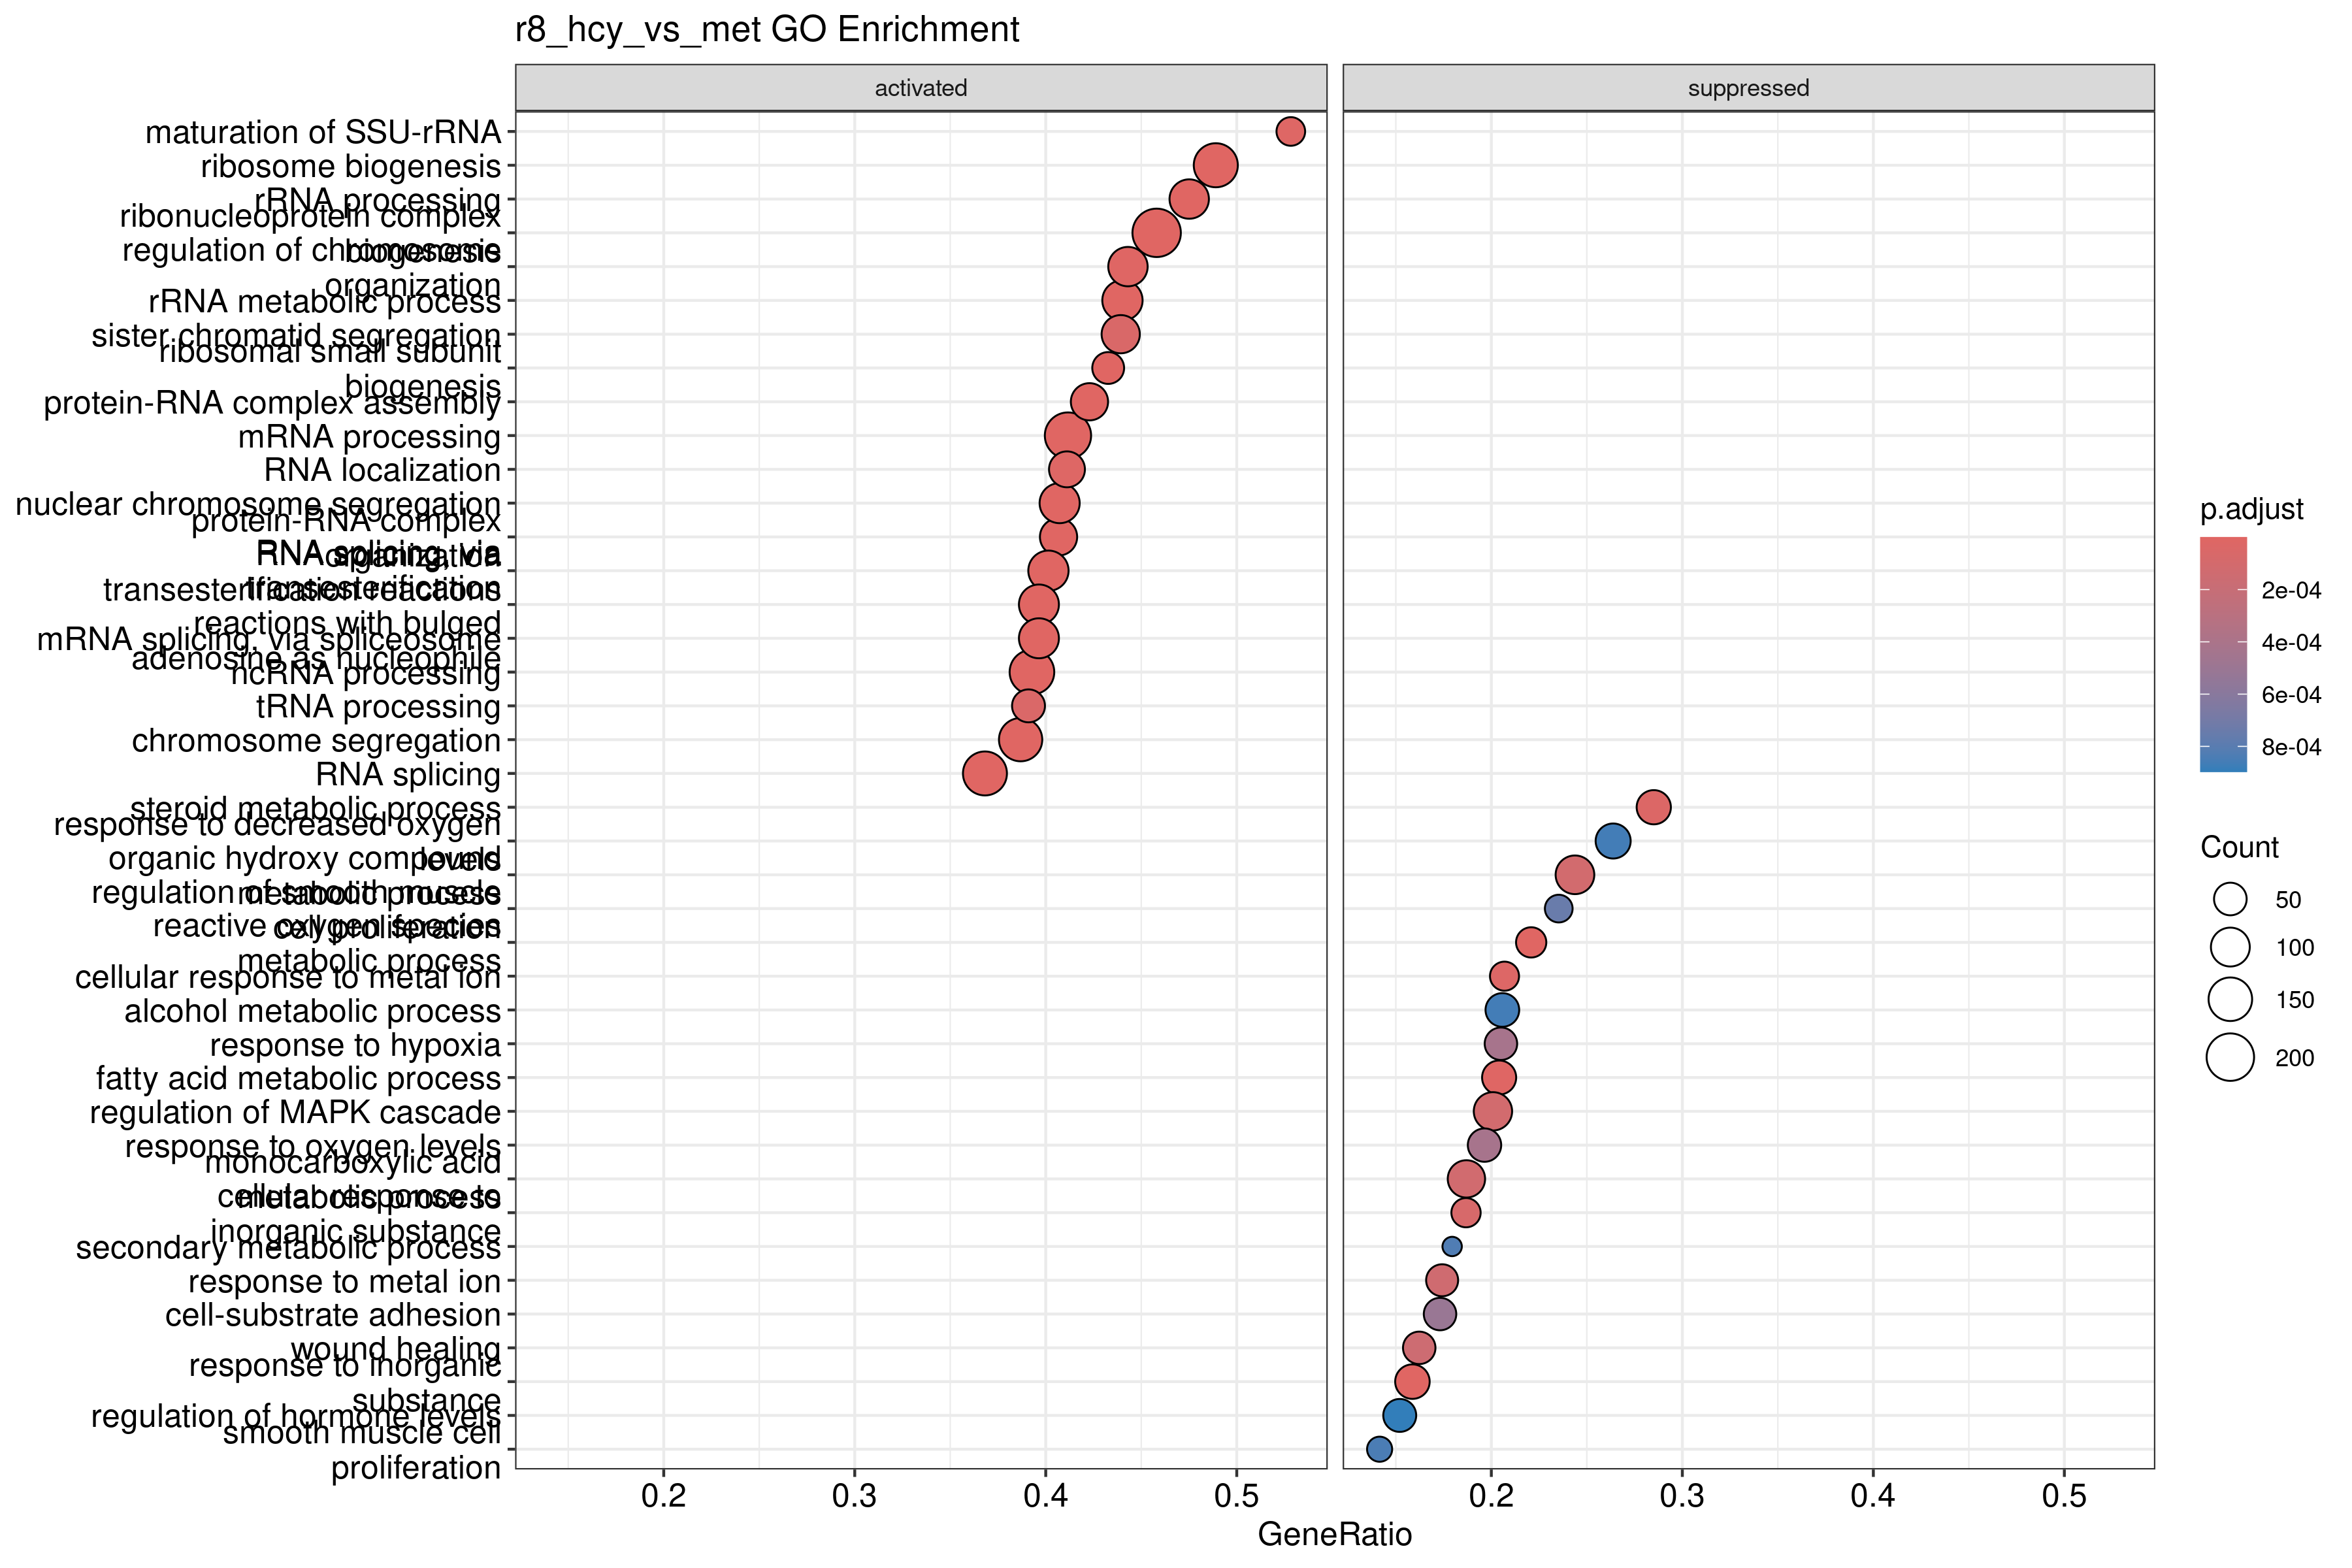 r8_hcy_vs_met GO Enrichment
activated
suppressed
maturation of SSU-rRNA
ribosome biogenesis
rRNA processing
ribonucleoprotein complex
biogenesis
regulation of chromosome
organization
rRNA metabolic process
sister chromatid segregation
ribosomal small subunit
biogenesis
protein-RNA complex assembly
mRNA processing
RNA localization
nuclear chromosome segregation
protein-RNA complex
organization
RNA splicing, via
transesterification reactions
RNA splicing, via
transesterification
reactions with bulged
adenosine as nucleophile
mRNA splicing, via spliceosome
ncRNA processing
tRNA processing
chromosome segregation
RNA splicing
steroid metabolic process
response to decreased oxygen
levels
organic hydroxy compound
metabolic process
regulation of smooth muscle
cell proliferation
reactive oxygen species
metabolic process
cellular response to metal ion
alcohol metabolic process
response to hypoxia
fatty acid metabolic process
regulation of MAPK cascade
response to oxygen levels
monocarboxylic acid
metabolic process
cellular response to
inorganic substance
secondary metabolic process
response to metal ion
cell-substrate adhesion
wound healing
response to inorganic
substance
regulation of hormone levels
smooth muscle cell
proliferation
0.2 0.3 0.4 0.5
0.2 0.3 0.4 0.5
GeneRatio
p.adjust
2e-04
4e-04
6e-04
8e-04
Count
50
100
150
200